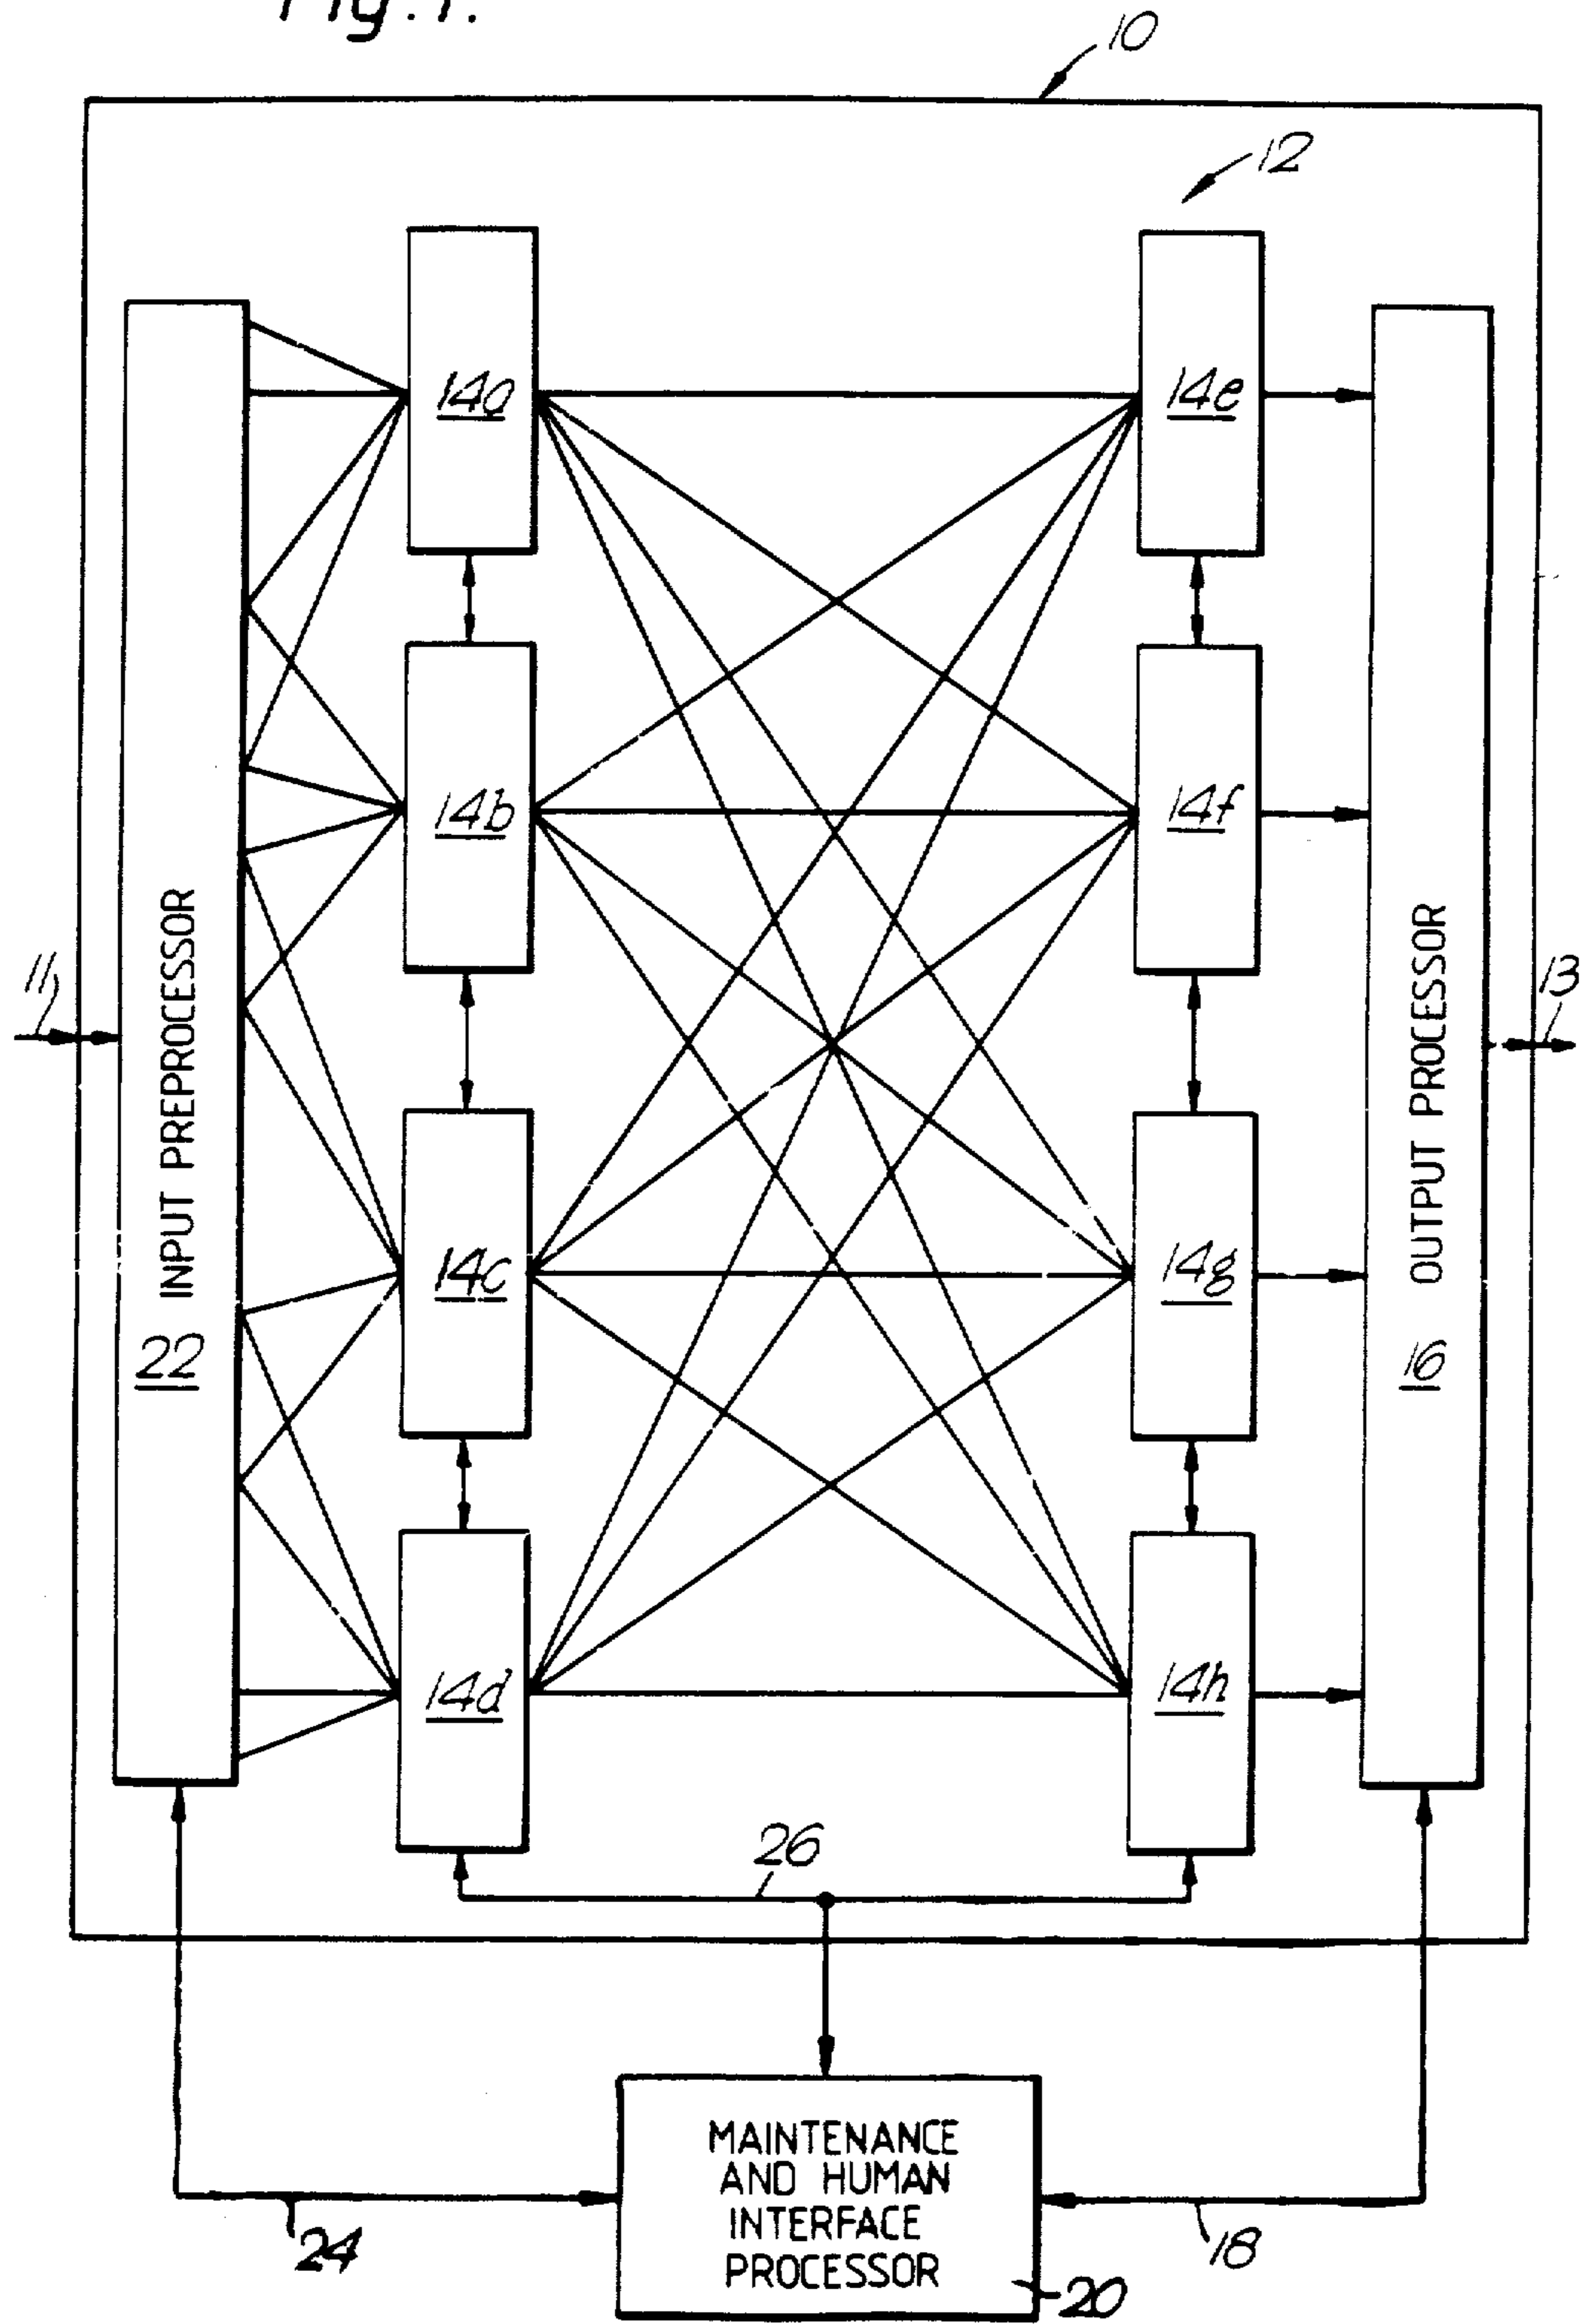 Fig. 1.
10
12
14a
14e
14b
14f
11
13
INPUT PREPROCESSOR
22
OUTPUT PROCESSOR
16
14c
14g
14d
14h
26
MAINTENANCE
AND HUMAN
INTERFACE
PROCESSOR
20
24
18